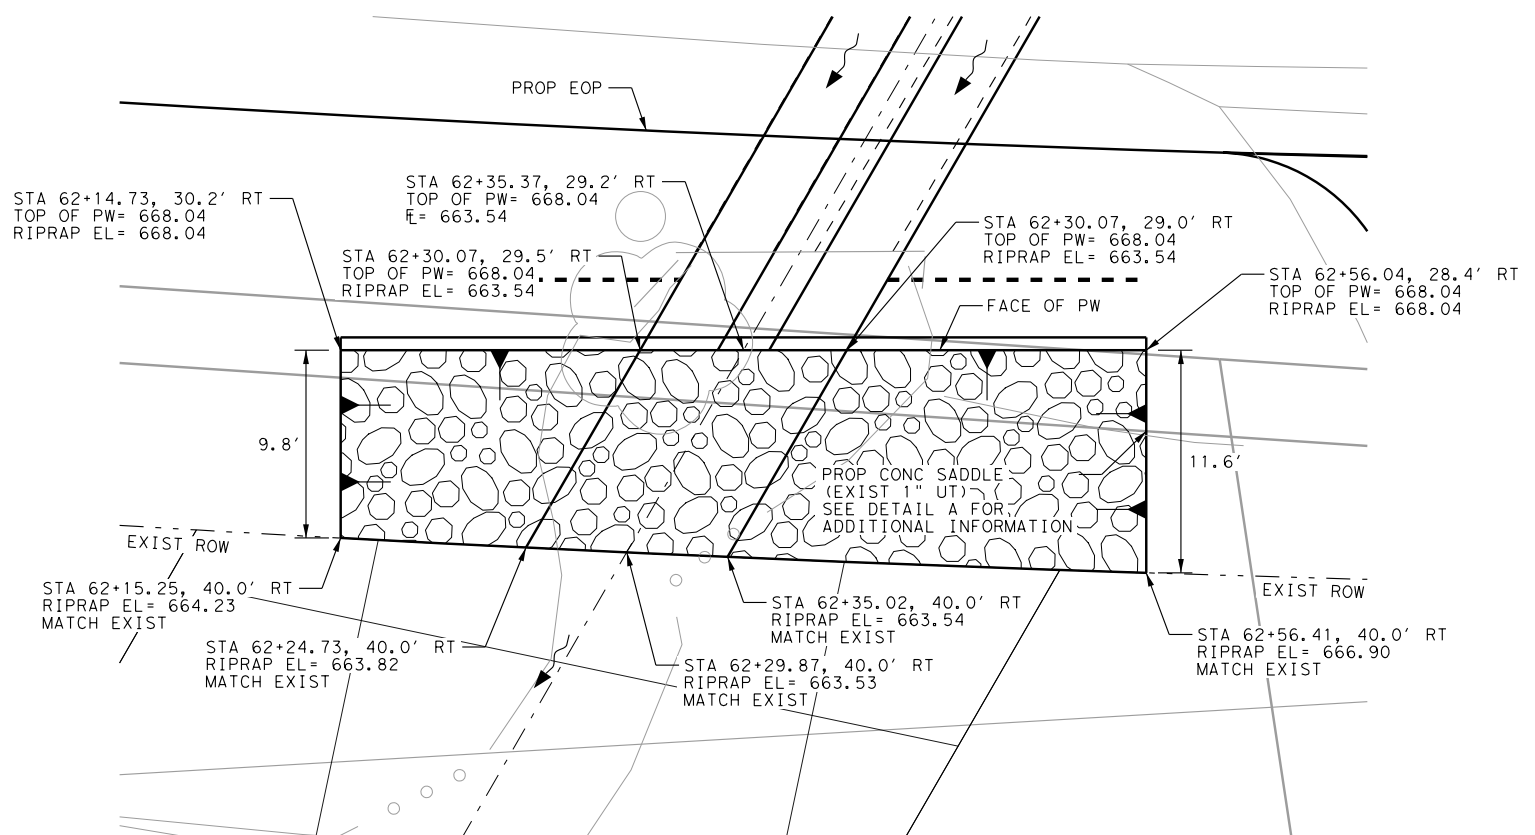 PROP EOP
STA 62+14.73, 30.2' RT
TOP OF PW= 668.04
RIPRAP EL= 668.04
STA 62+35.37, 29.2' RT
TOP OF PW= 668.04
FL= 663.54
STA 62+30.07, 29.5' RT
TOP OF PW= 668.04
RIPRAP EL= 663.54
STA 62+30.07, 29.0' RT
TOP OF PW= 668.04
RIPRAP EL= 663.54
STA 62+56.04, 28.4' RT
TOP OF PW= 668.04
RIPRAP EL= 668.04
FACE OF PW
9.8'
11.6'
PROP CONC SADDLE
(EXIST 1" UT)
SEE DETAIL A FOR
ADDITIONAL INFORMATION
EXIST ROW
EXIST ROW
STA 62+15.25, 40.0' RT
RIPRAP EL= 664.23
MATCH EXIST
STA 62+24.73, 40.0' RT
RIPRAP EL= 663.82
MATCH EXIST
STA 62+35.02, 40.0' RT
RIPRAP EL= 663.54
MATCH EXIST
STA 62+29.87, 40.0' RT
RIPRAP EL= 663.53
MATCH EXIST
STA 62+56.41, 40.0' RT
RIPRAP EL= 666.90
MATCH EXIST